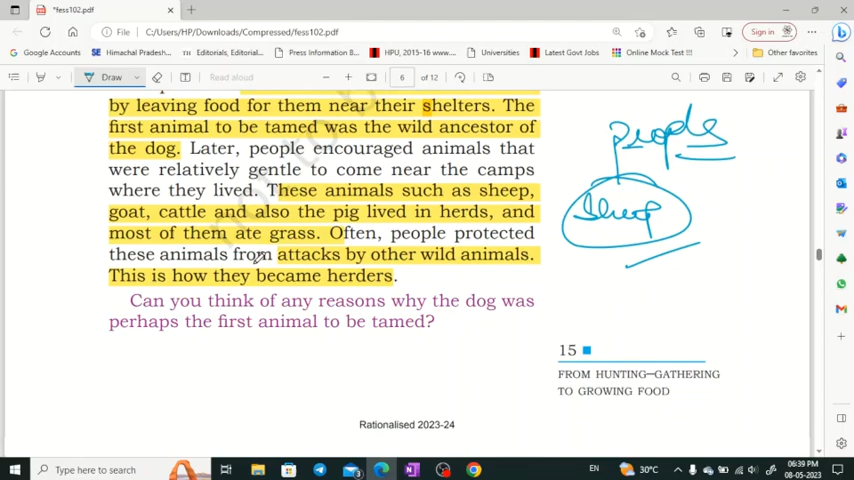 *fess102.pdf
File C:/Users/HP/Downloads/Compressed/fess102.pdf
Sign in
Google Accounts Himachal Pradesh... Editorials, Editorial... Press Information B... HPU, 2015-16 wwwh... Universities Latest Govt Jobs Online Mock Test !!! Other favorites
Draw Read aloud 6 of 12
by leaving food for them near their shelters. The
first animal to be tamed was the wild ancestor of
the dog. Later, people encouraged animals that
were relatively gentle to come near the camps
where they lived. These animals such as sheep,
goat, cattle and also the pig lived in herds, and
most of them ate grass. Often, people protected
these animals from attacks by other wild animals.
This is how they became herders.
Can you think of any reasons why the dog was
perhaps the first animal to be tamed?
people
Sheep
15
FROM HUNTING—GATHERING
TO GROWING FOOD
Rationalised 2023-24
Type here to search
EN
30°C
06:39 PM
08-05-2023